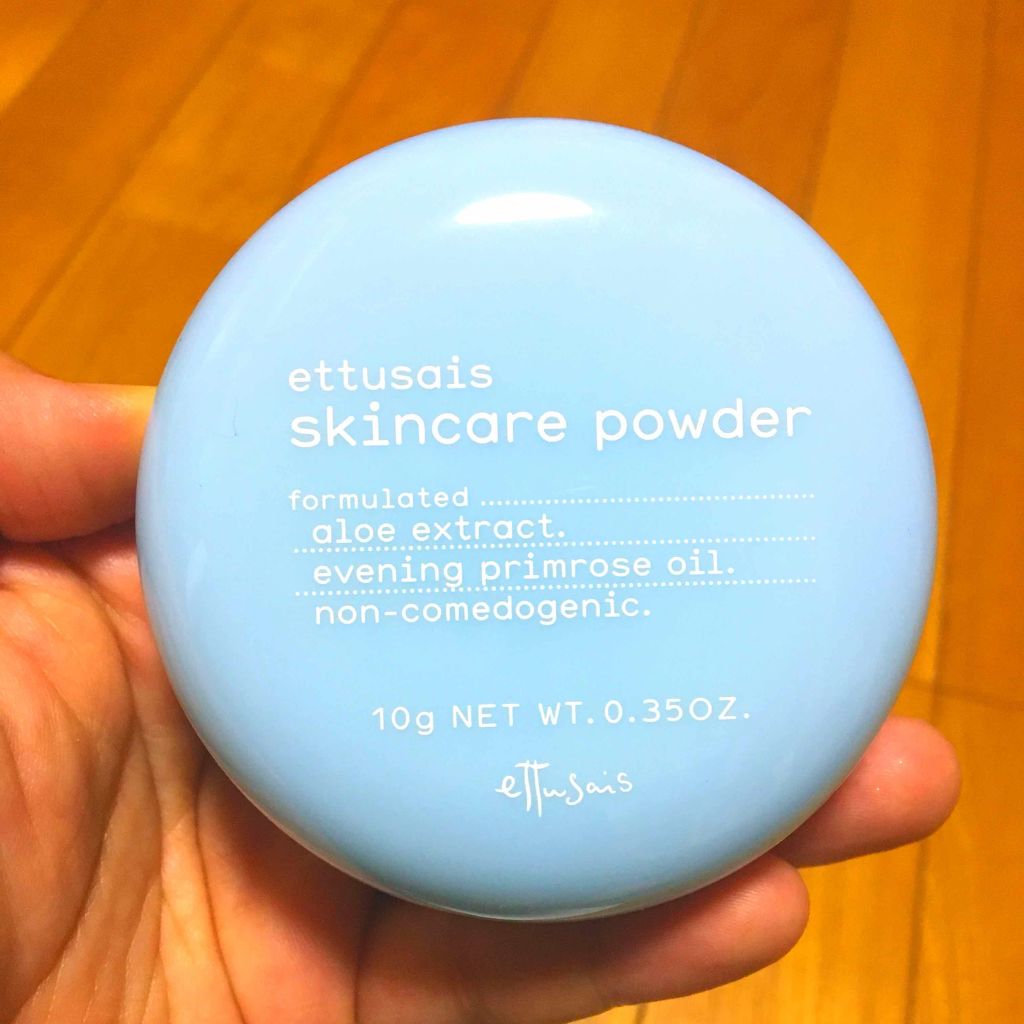 ettusais
skincare powder
formulated
aloe extract.
evening primrose oil.
non-comedogenic.
10g NET WT.0.35OZ.
ettusais